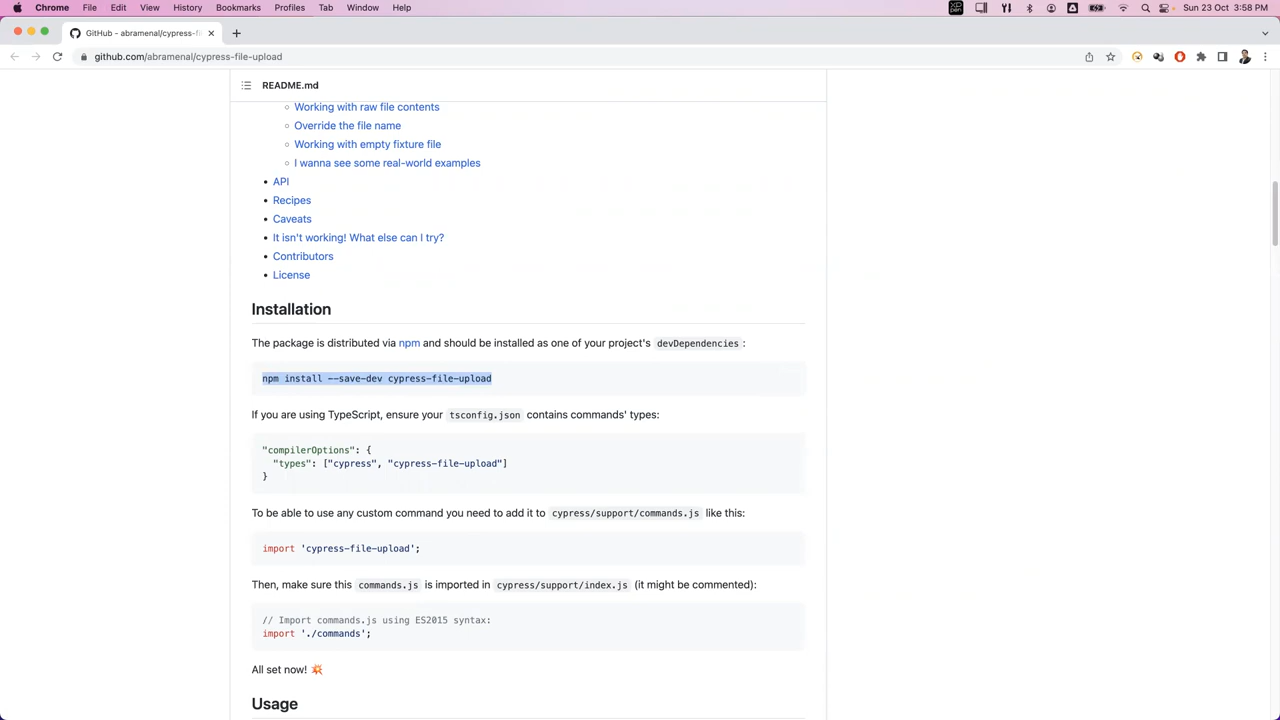 Chrome File Edit View History Bookmarks Profiles Tab Window Help Sun 23 Oct 3:58 PM
GitHub - abramenal/cypress-fi
github.com/abramenal/cypress-file-upload
README.md
Working with raw file contents
Override the file name
Working with empty fixture file
I wanna see some real-world examples
API
Recipes
Caveats
It isn't working! What else can I try?
Contributors
License
Installation
The package is distributed via npm and should be installed as one of your project's devDependencies :
npm install --save-dev cypress-file-upload
If you are using TypeScript, ensure your tsconfig.json contains commands' types:
"compilerOptions": {
"types": ["cypress", "cypress-file-upload"]
}
To be able to use any custom command you need to add it to cypress/support/commands.js like this:
import 'cypress-file-upload';
Then, make sure this commands.js is imported in cypress/support/index.js (it might be commented):
// Import commands.js using ES2015 syntax:
import './commands';
All set now! 💥
Usage